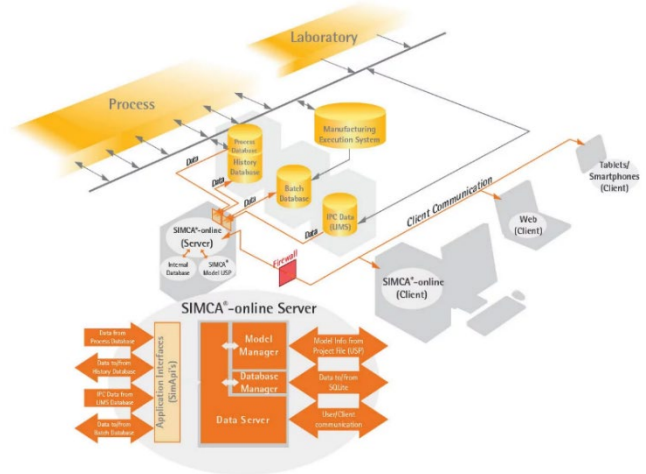 Laboratory
Process
Manufacturing
Execution System
Process
Database
History
Database
Data
Data
Data
Batch
Database
IPC Data
(LIMS)
Data
Tablets/
Smartphones
(Client)
Client Communication
Web
(Client)
SIMCA®-online
(Server)
Internal
Database
SIMCA®
Model USP
Firewall
SIMCA®-online
(Client)
SIMCA®-online Server
Data from
Process Database
Data to/from
History Database
IPC Data from
LIMS Database
Data to/from
Batch Database
Application Interfaces
(SimApi's)
Model
Manager
Database
Manager
Data Server
Model Info from
Project File (USP)
Data to/from
SQLite
User/Client
communication